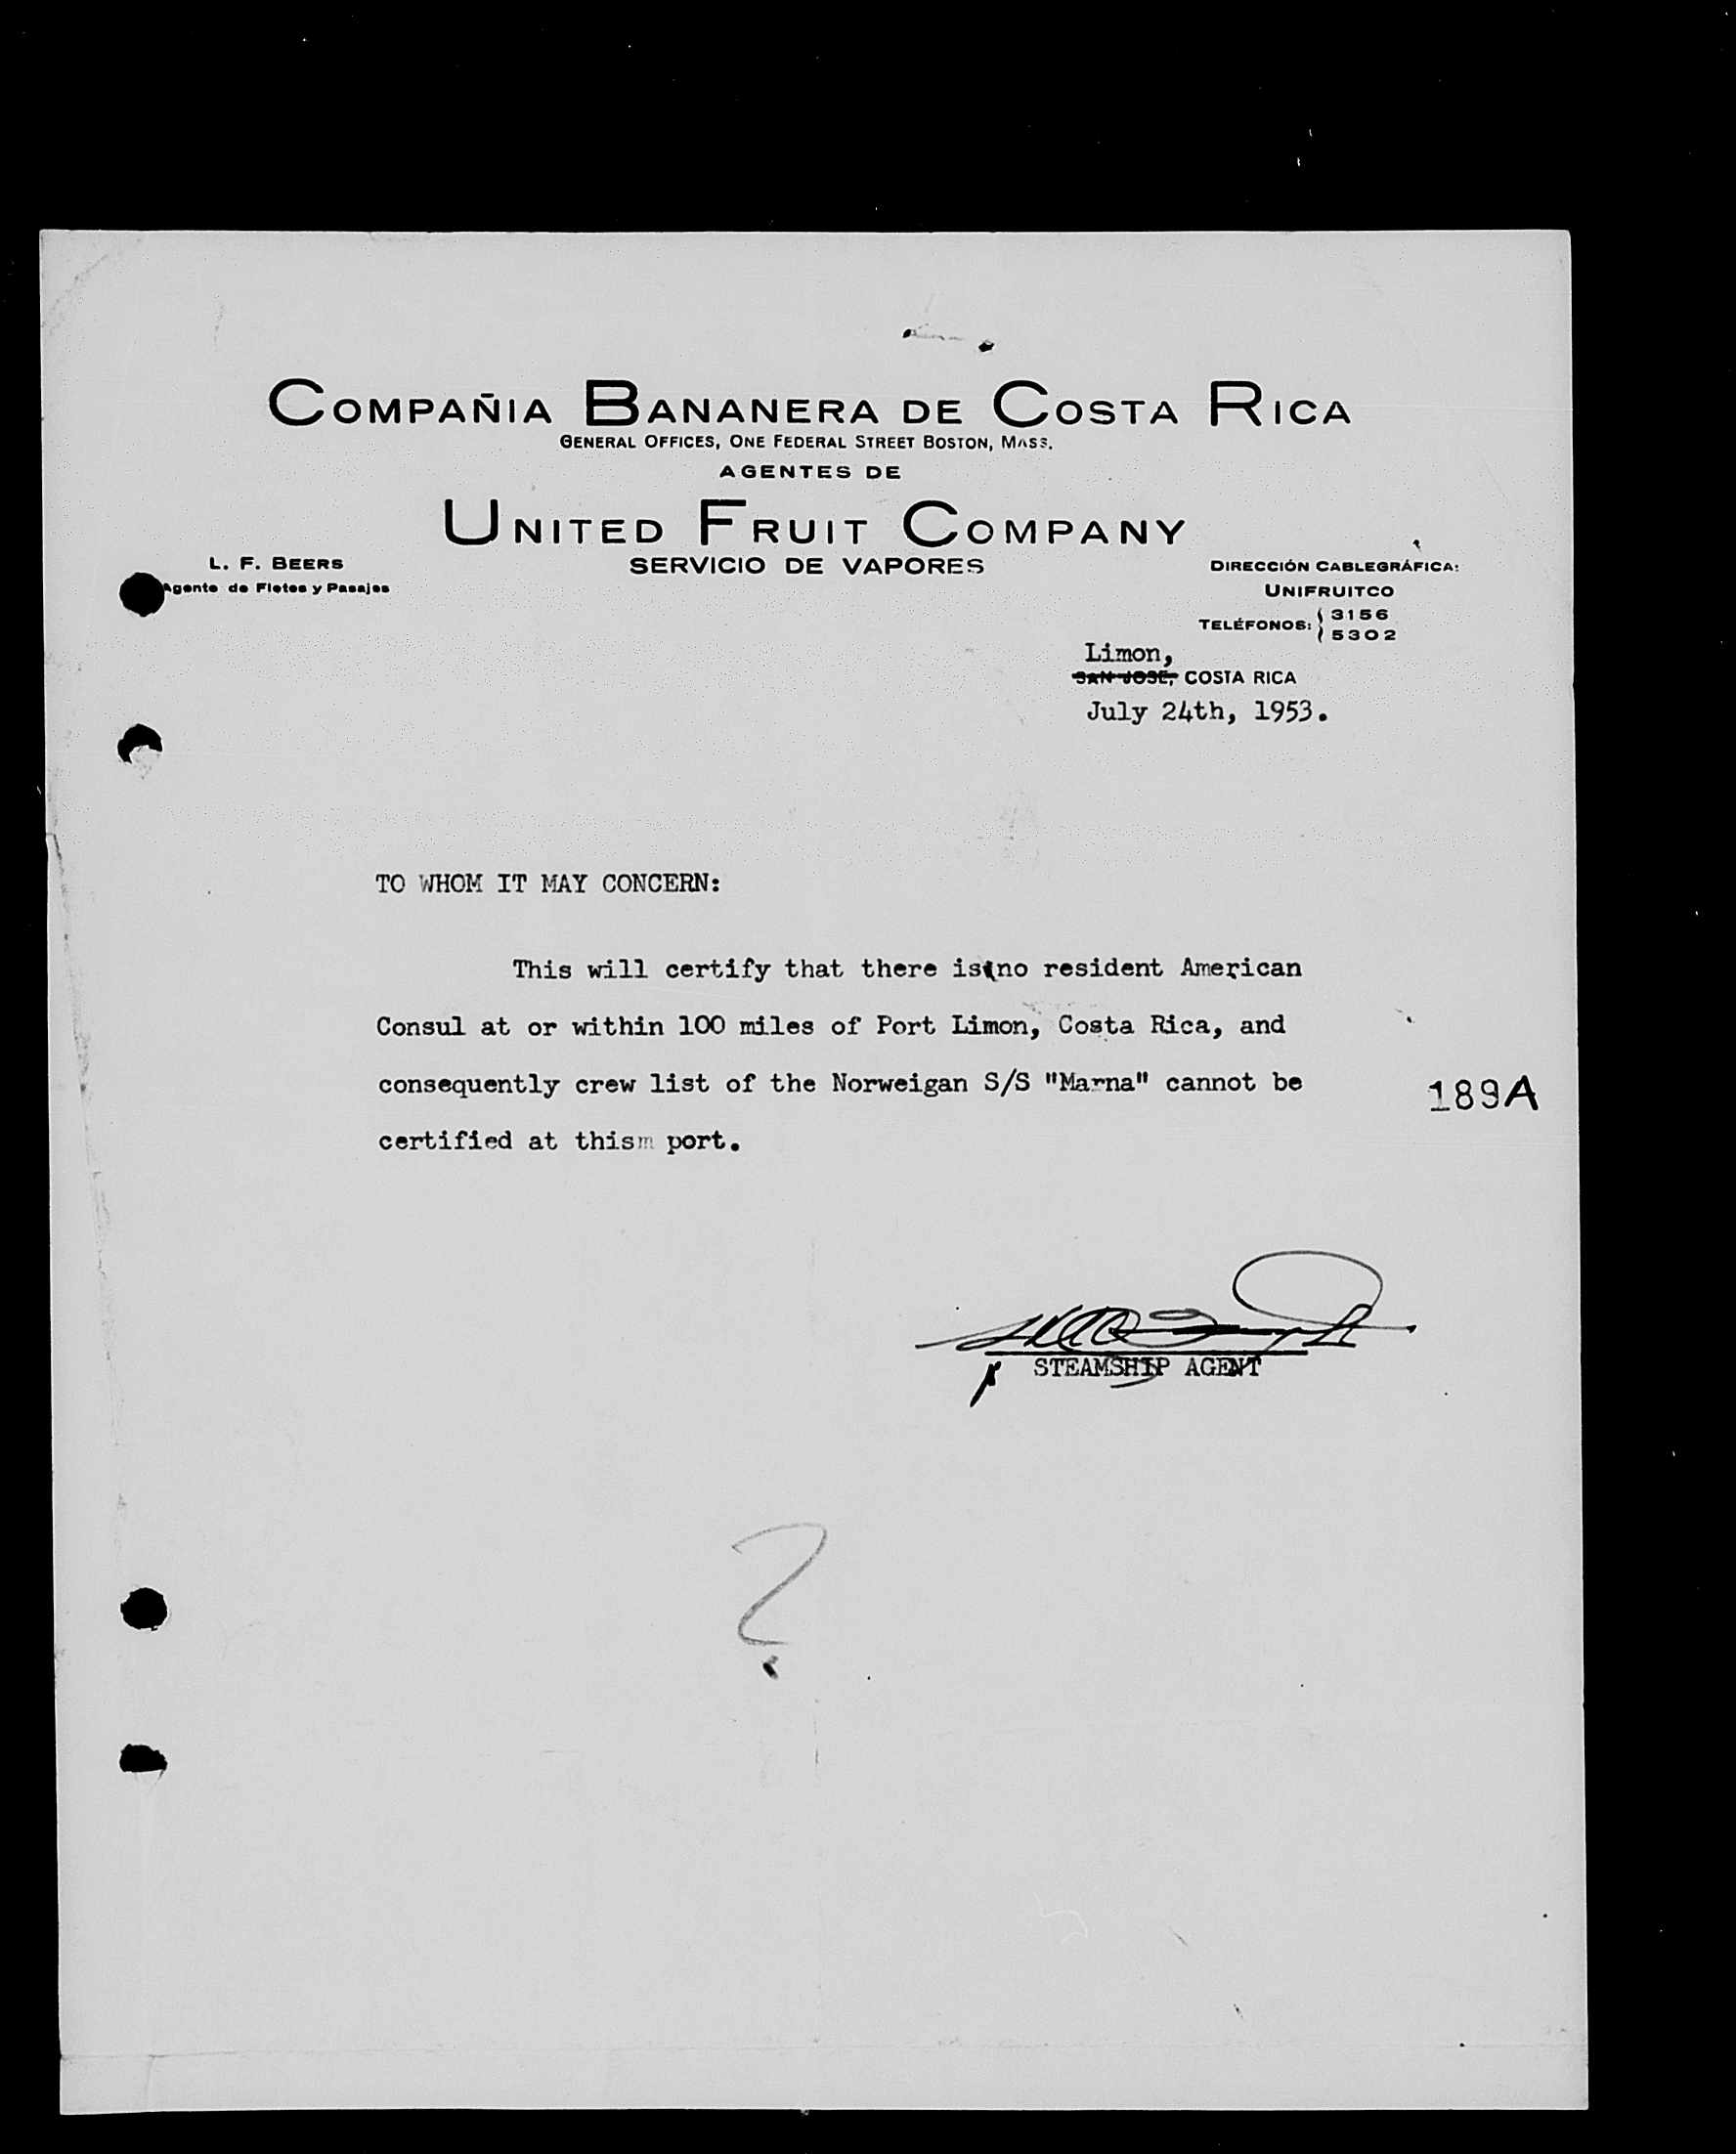 COMPAÑIA BANANERA DE COSTA RICA
GENERAL OFFICES, ONE FEDERAL STREET BOSTON, MASS.
AGENTES DE
UNITED FRUIT COMPANY
SERVICIO DE VAPORES
L. F. BEERS
Agente de Fletes y Pasajes
DIRECCIÓN CABLEGRÁFICA:
UNIFRUITCO
TELÉFONOS: { 3156
5302
Limon,
SAN JOSE, COSTA RICA
July 24th, 1953.
TO WHOM IT MAY CONCERN:
This will certify that there is no resident American
Consul at or within 100 miles of Port Limon, Costa Rica, and
consequently crew list of the Norweigan S/S "Marna" cannot be
certified at thism port.
189A
STEAMSHIP AGENT
?